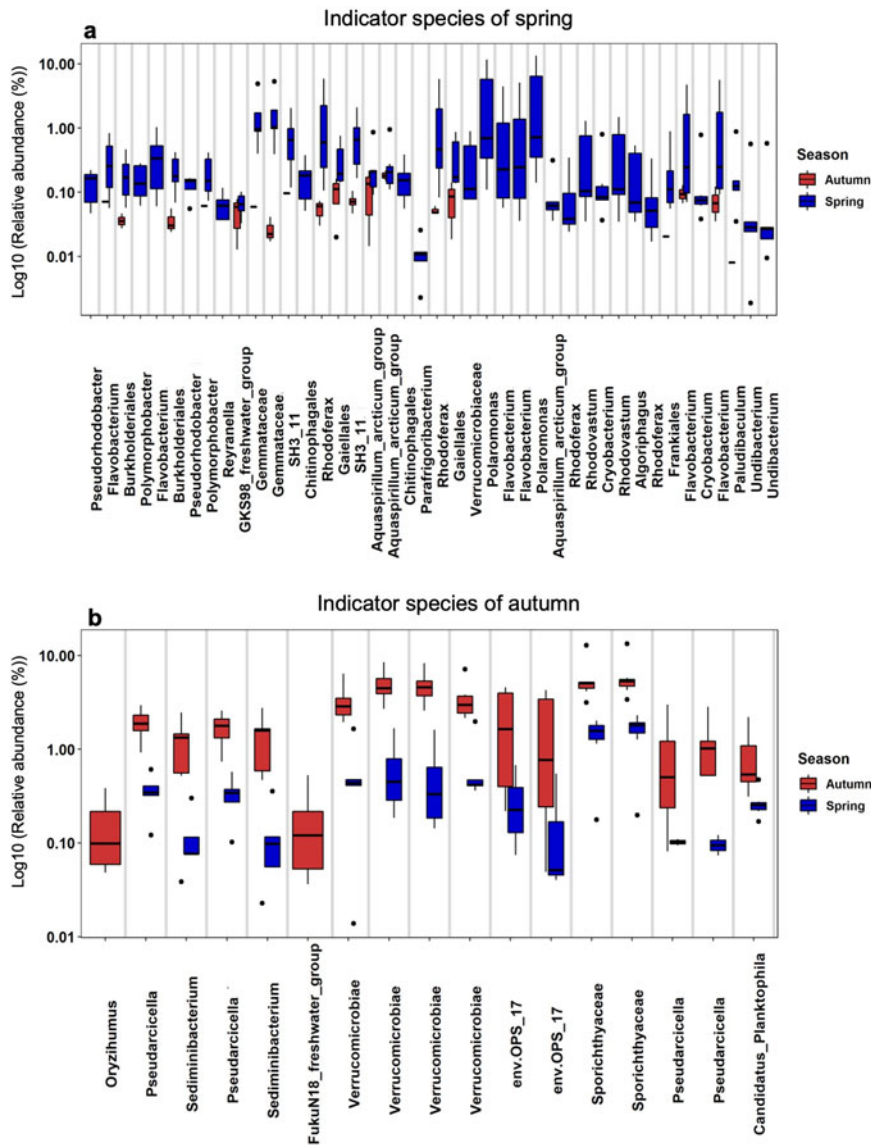 Indicator species of spring
a
Log10 (Relative abundance (%))
10.00
1.00
0.10
0.01
Season
Autumn
Spring
Pseudorhodobacter
Flavobacterium
Burkholderiales
Polymorphobacter
Flavobacterium
Burkholderiales
Pseudorhodobacter
Polymorphobacter
Reyranella
GKS98_freshwater_group
Gemmataceae
Gemmataceae
SH3_11
Chitinophagales
Rhodoferax
Gaiellales
SH3_11
Aquaspirillum_arcticum_group
Aquaspirillum_arcticum_group
Chitinophagales
Parafrigoribacterium
Rhodoferax
Gaiellales
Verrucomicrobiaceae
Polaromonas
Flavobacterium
Flavobacterium
Polaromonas
Aquaspirillum_arcticum_group
Rhodoferax
Rhodovastum
Cryobacterium
Rhodovastum
Algoriphagus
Rhodoferax
Frankiales
Flavobacterium
Cryobacterium
Flavobacterium
Paludibaculum
Undibacterium
Undibacterium
b
Indicator species of autumn
Log10 (Relative abundance (%))
10.00
1.00
0.10
0.01
Season
Autumn
Spring
Oryzihumus
Pseudarcicella
Sediminibacterium
Pseudarcicella
Sediminibacterium
FukuN18_freshwater_group
Verrucomicrobiae
Verrucomicrobiae
Verrucomicrobiae
Verrucomicrobiae
env.OPS_17
env.OPS_17
Sporichthyaceae
Sporichthyaceae
Pseudarcicella
Pseudarcicella
Candidatus_Planktophila